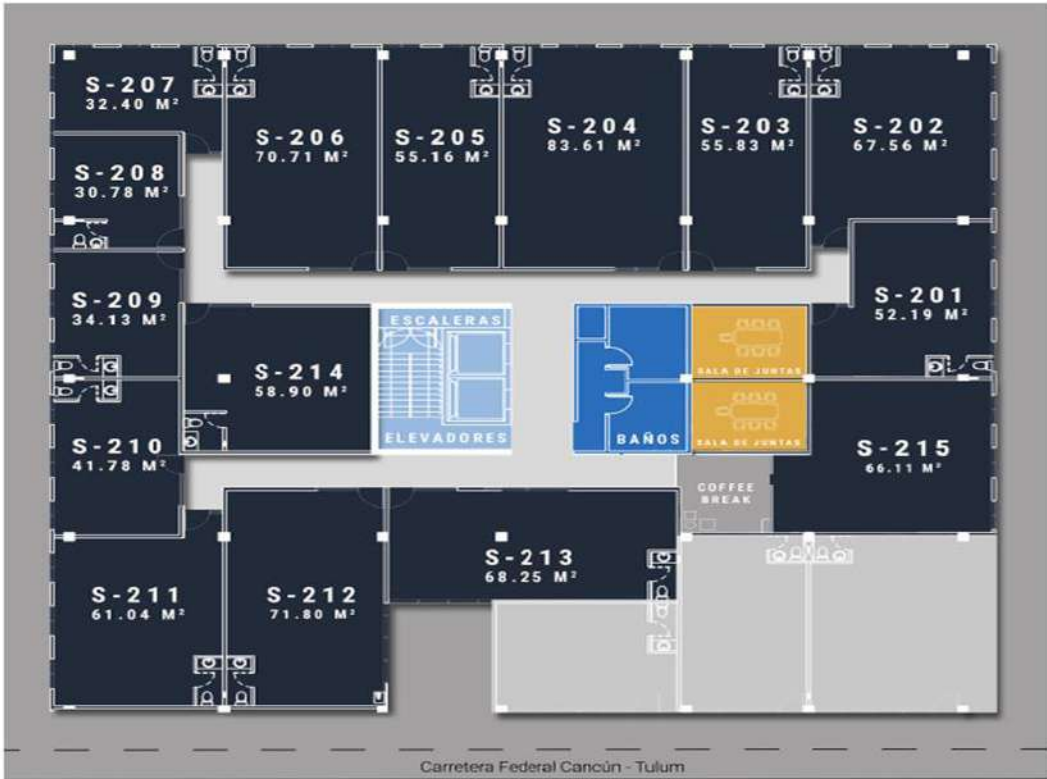 S-207
32.40 M²
S-206
70.71 M²
S-205
55.16 M²
S-204
83.61 M²
S-203
55.83 M²
S-202
67.56 M²
S-208
30.78 M²
S-209
34.13 M²
S-201
52.19 M²
ESCALERAS
S-214
58.90 M²
ELEVADORES
SALA DE JUNTAS
BAÑOS
SALA DE JUNTAS
S-210
41.78 M²
S-215
66.11 M²
COFFEE
BREAK
S-213
68.25 M²
S-211
61.04 M²
S-212
71.80 M²
Carretera Federal Cancún - Tulum